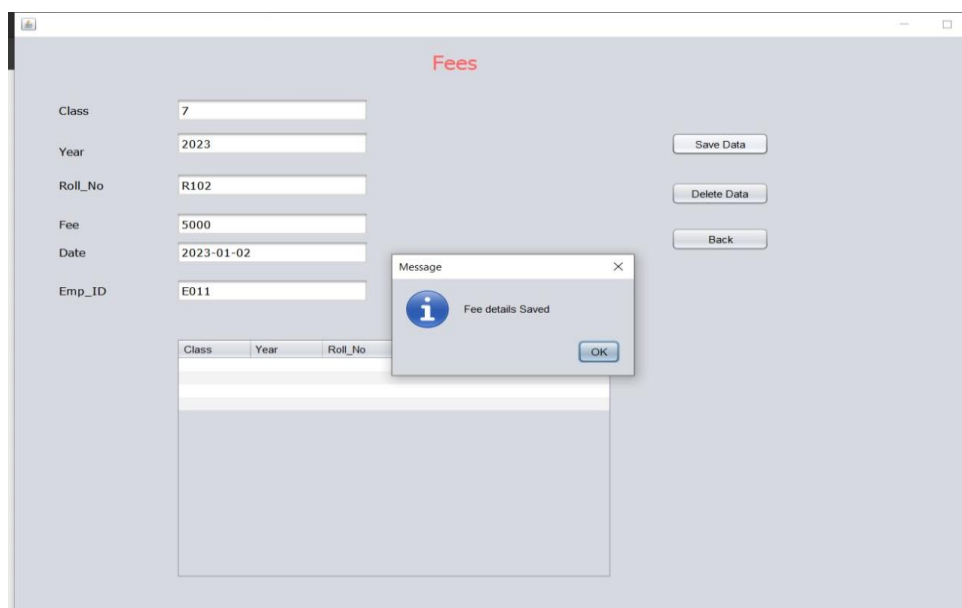 Fees
Class 7
Year 2023 Save Data
Roll_No R102 Delete Data
Fee 5000 Back
Date 2023-01-02
Message
Emp_ID E011
Fee details Saved
OK
Class Year Roll_No